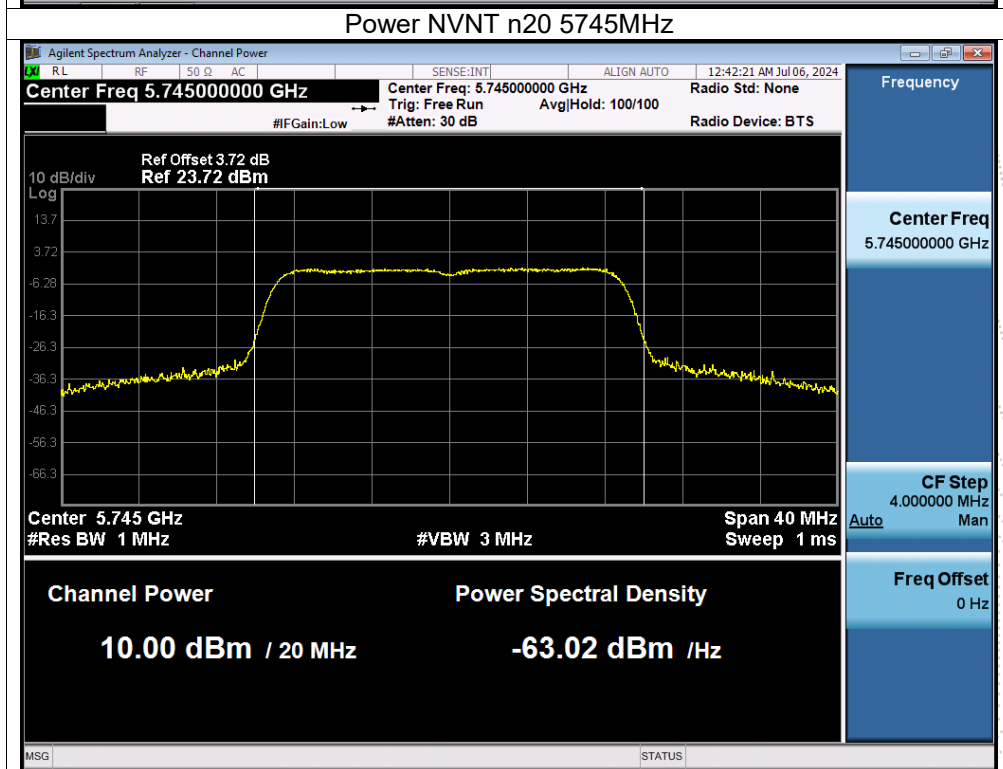 Power NVNT n20 5745MHz
Agilent Spectrum Analyzer - Channel Power
LXI RL RF 50 Ω AC SENSE:INT ALIGN AUTO 12:42:21 AM Jul 06, 2024
Center Freq 5.745000000 GHz
Center Freq: 5.745000000 GHz Radio Std: None
Trig: Free Run Avg|Hold: 100/100
#IFGain:Low #Atten: 30 dB Radio Device: BTS
Frequency
Ref Offset 3.72 dB
10 dB/div Ref 23.72 dBm
Log
13.7
3.72
-6.28
-16.3
-26.3
-36.3
-46.3
-56.3
-66.3
Center 5.745 GHz Span 40 MHz
#Res BW 1 MHz #VBW 3 MHz Sweep 1 ms
Center Freq
5.745000000 GHz
CF Step
4.000000 MHz
Auto Man
Freq Offset
0 Hz
Channel Power Power Spectral Density
10.00 dBm / 20 MHz -63.02 dBm /Hz
MSG STATUS